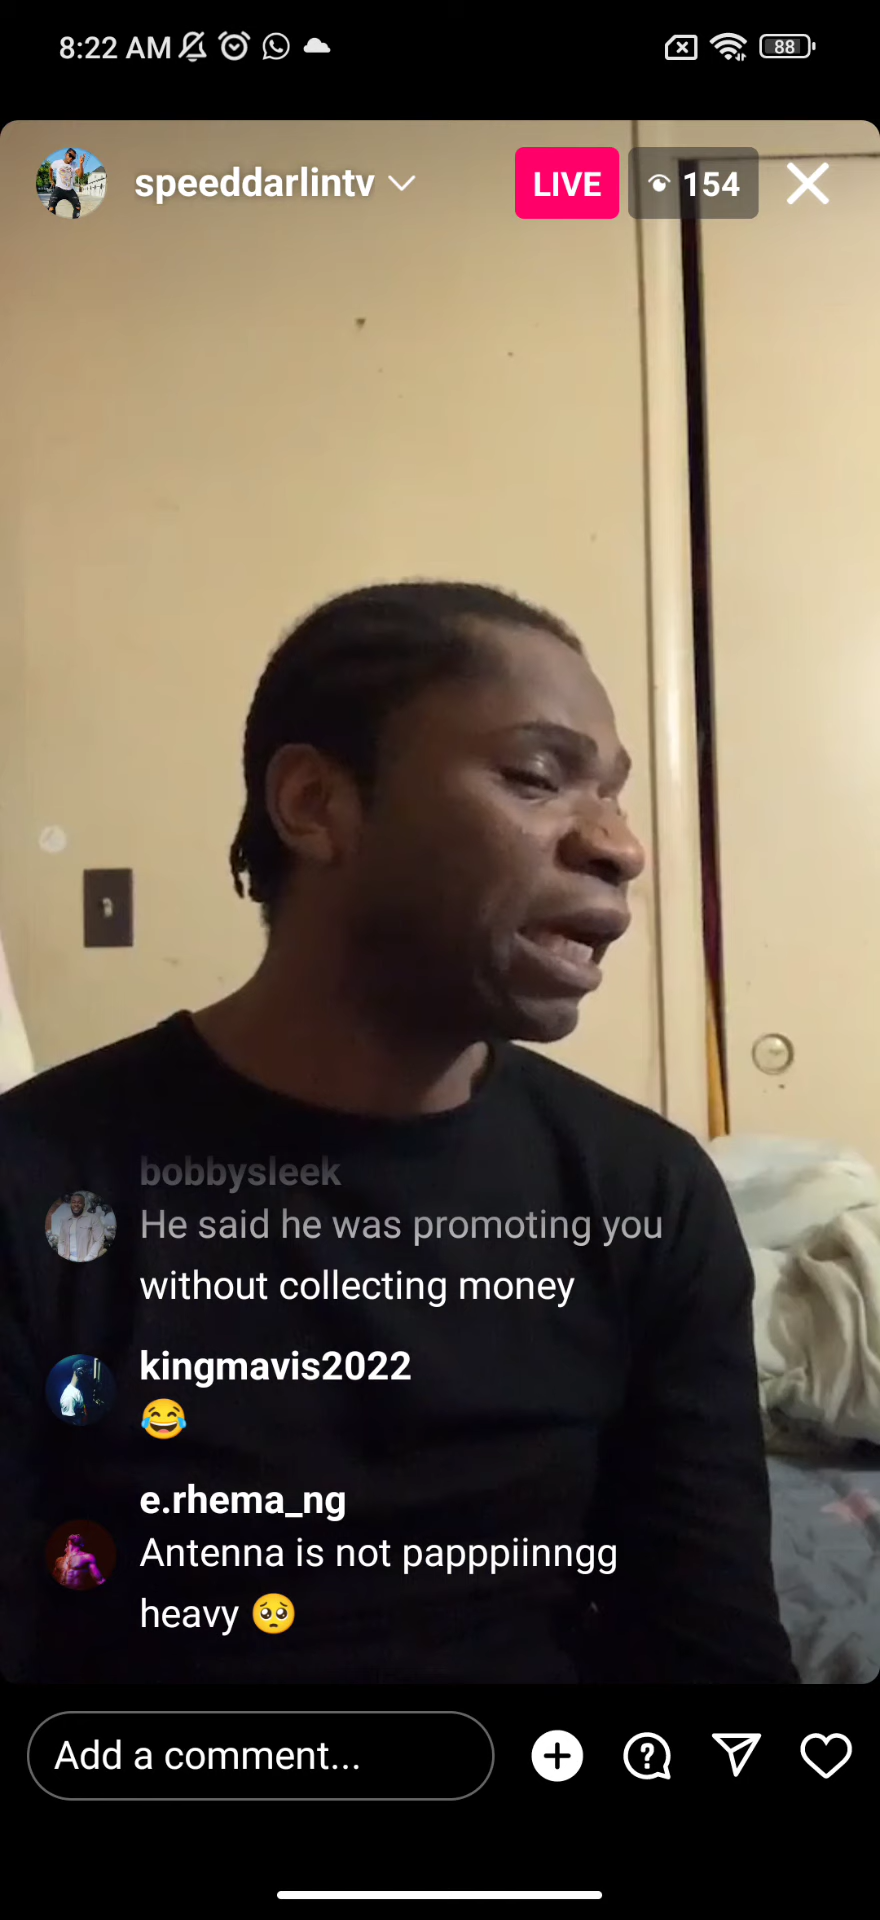 8:22 AM
88
speeddarlintv
LIVE
154
bobbysleek
He said he was promoting you
without collecting money
kingmavis2022
😂
e.rhema_ng
Antenna is not papppiinngg
heavy 🥺
Add a comment...